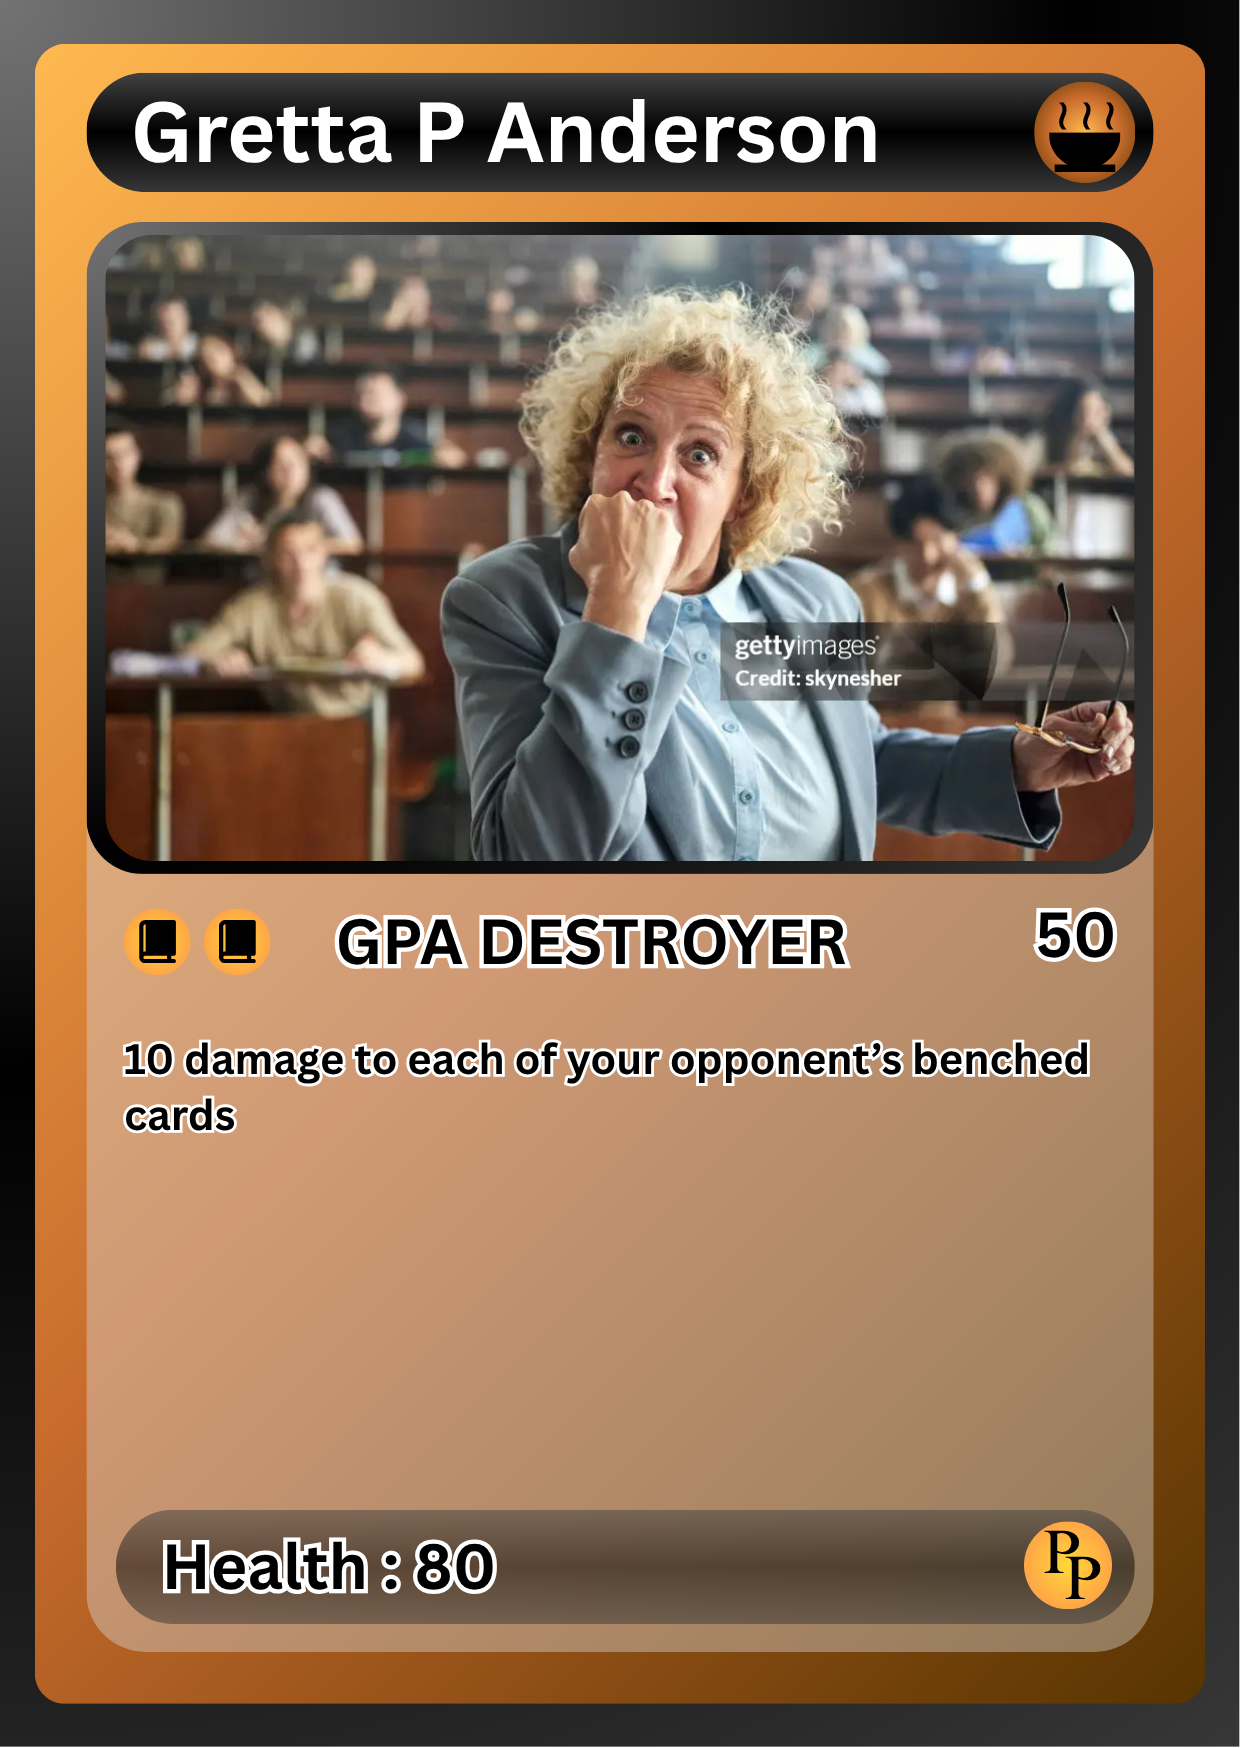 Gretta P Anderson
gettyimages®
Credit: skynesher
GPA DESTROYER
50
10 damage to each of your opponent’s benched
cards
Health : 80
PP